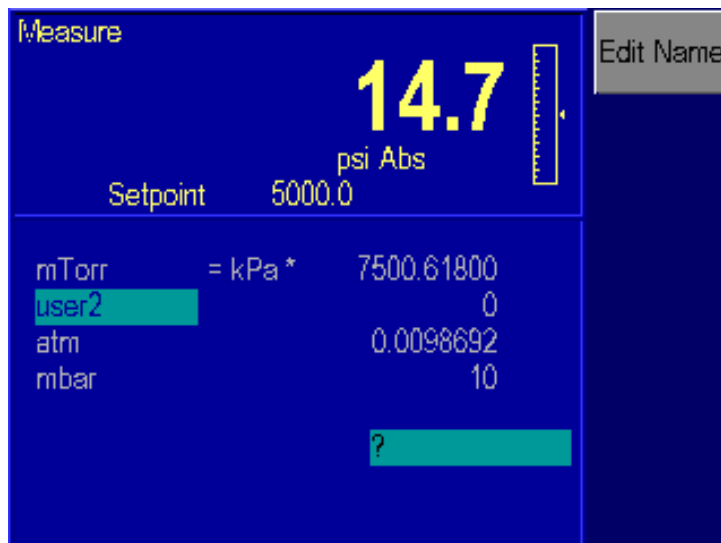 Measure
Edit Name
14.7
psi Abs
Setpoint 5000.0
mTorr = kPa * 7500.61800
user2 0
atm 0.0098692
mbar 10
?